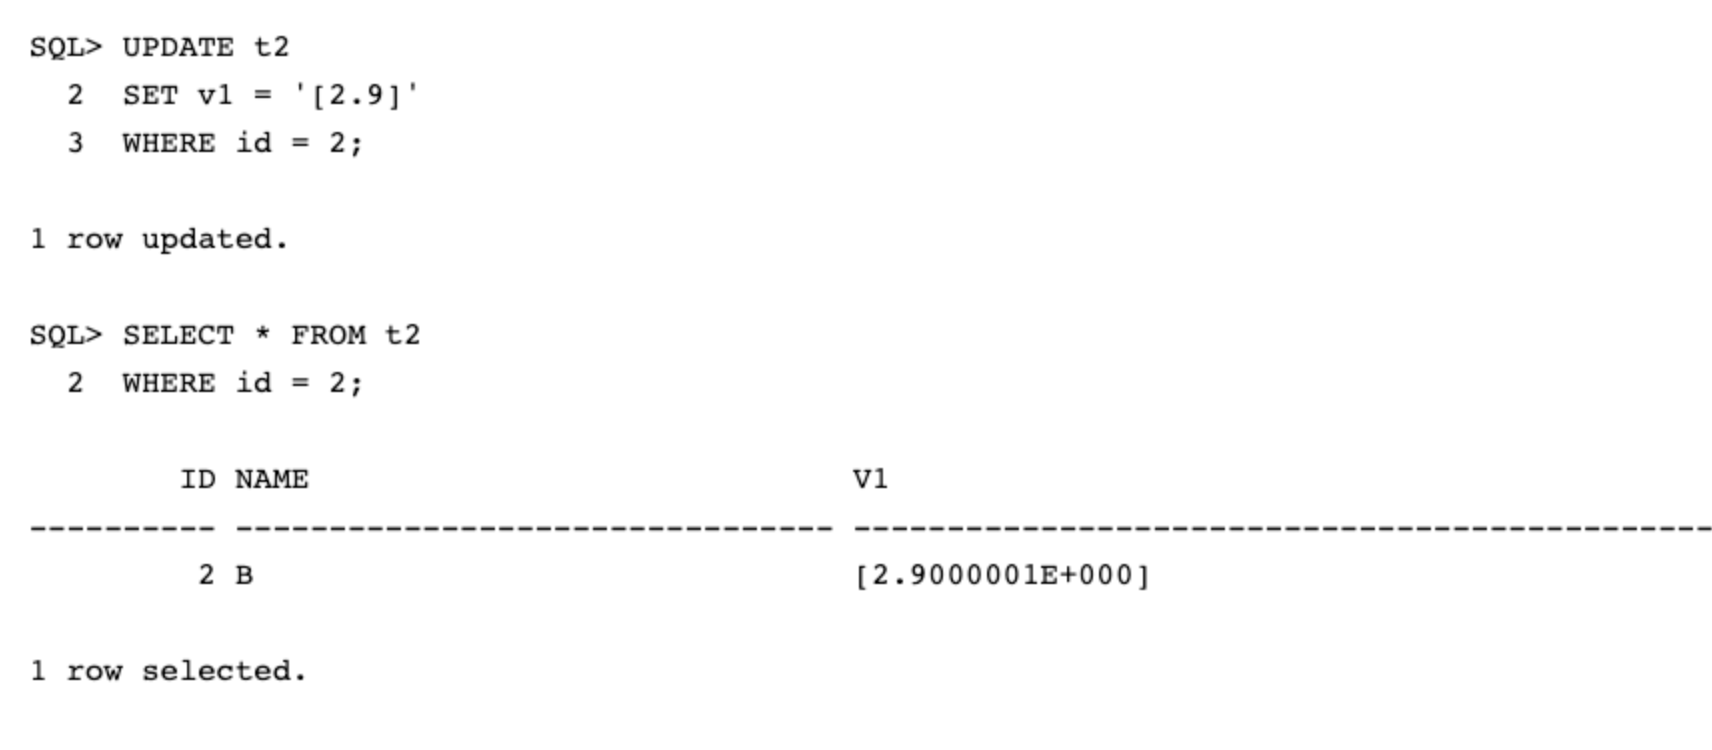 SQL> UPDATE t2
  2  SET v1 = '[2.9]'
  3  WHERE id = 2;
1 row updated.
SQL> SELECT * FROM t2
  2  WHERE id = 2;
        ID NAME                             V1
---------- -------------------------------- ----------------------------------------------
         2 B                                [2.9000001E+000]
1 row selected.